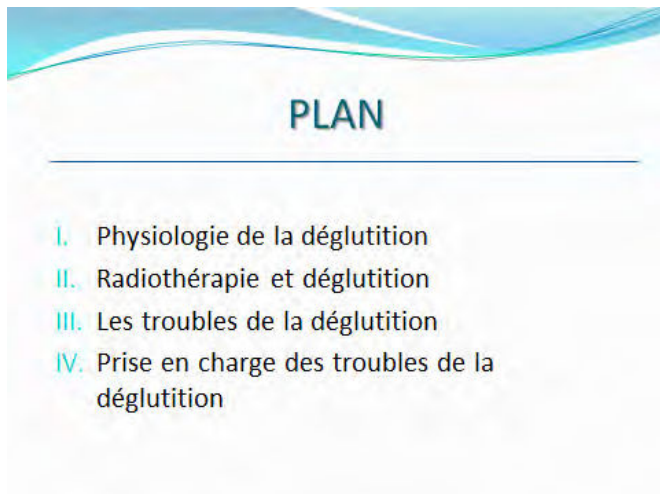 PLAN
I. Physiologie de la déglutition
II. Radiothérapie et déglutition
III. Les troubles de la déglutition
IV. Prise en charge des troubles de la
déglutition